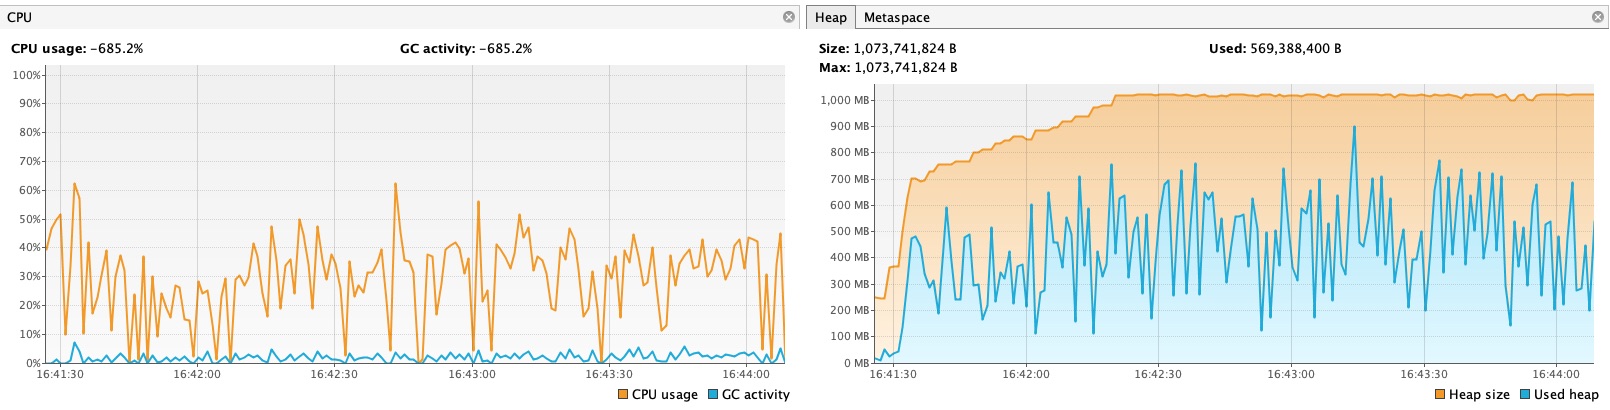 CPU
CPU usage: -685.2%
GC activity: -685.2%
100%
90%
80%
70%
60%
50%
40%
30%
20%
10%
0%
16:41:30
16:42:00
16:42:30
16:43:00
16:43:30
16:44:00
CPU usage
GC activity
Heap
Metaspace
Size: 1,073,741,824 B
Used: 569,388,400 B
Max: 1,073,741,824 B
1,000 MB
900 MB
800 MB
700 MB
600 MB
500 MB
400 MB
300 MB
200 MB
100 MB
0 MB
16:41:30
16:42:00
16:42:30
16:43:00
16:43:30
16:44:00
Heap size
Used heap